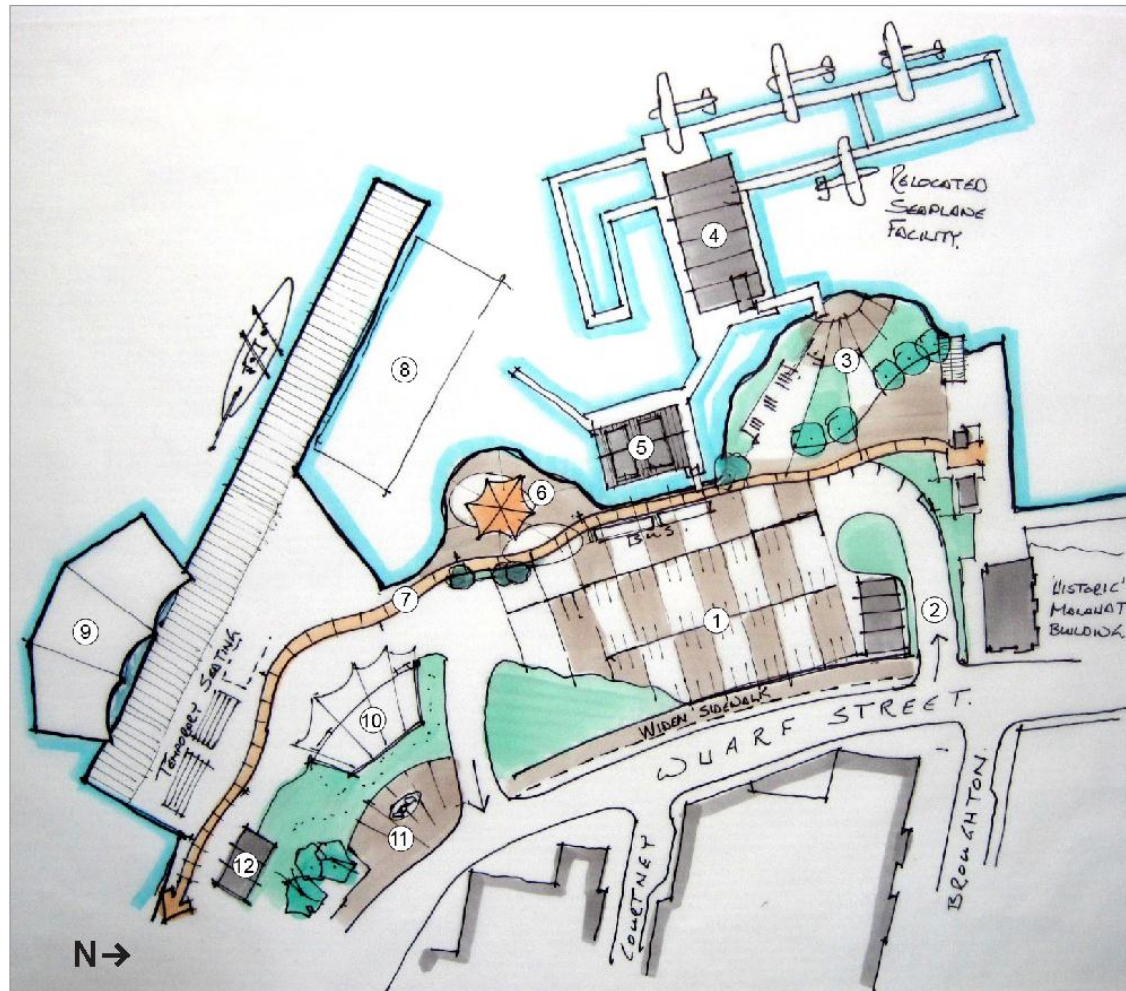 RELOCATED
SEAPLANE
FACILITY.
4
3
8
5
6
BUS
'HISTORIC'
MALAHAT
BUILDING
7
1
2
9
TEMPORARY SEATING
10
WIDEN SIDEWALK
WHARF STREET.
11
12
COURTNEY
BROUGHTON
N→